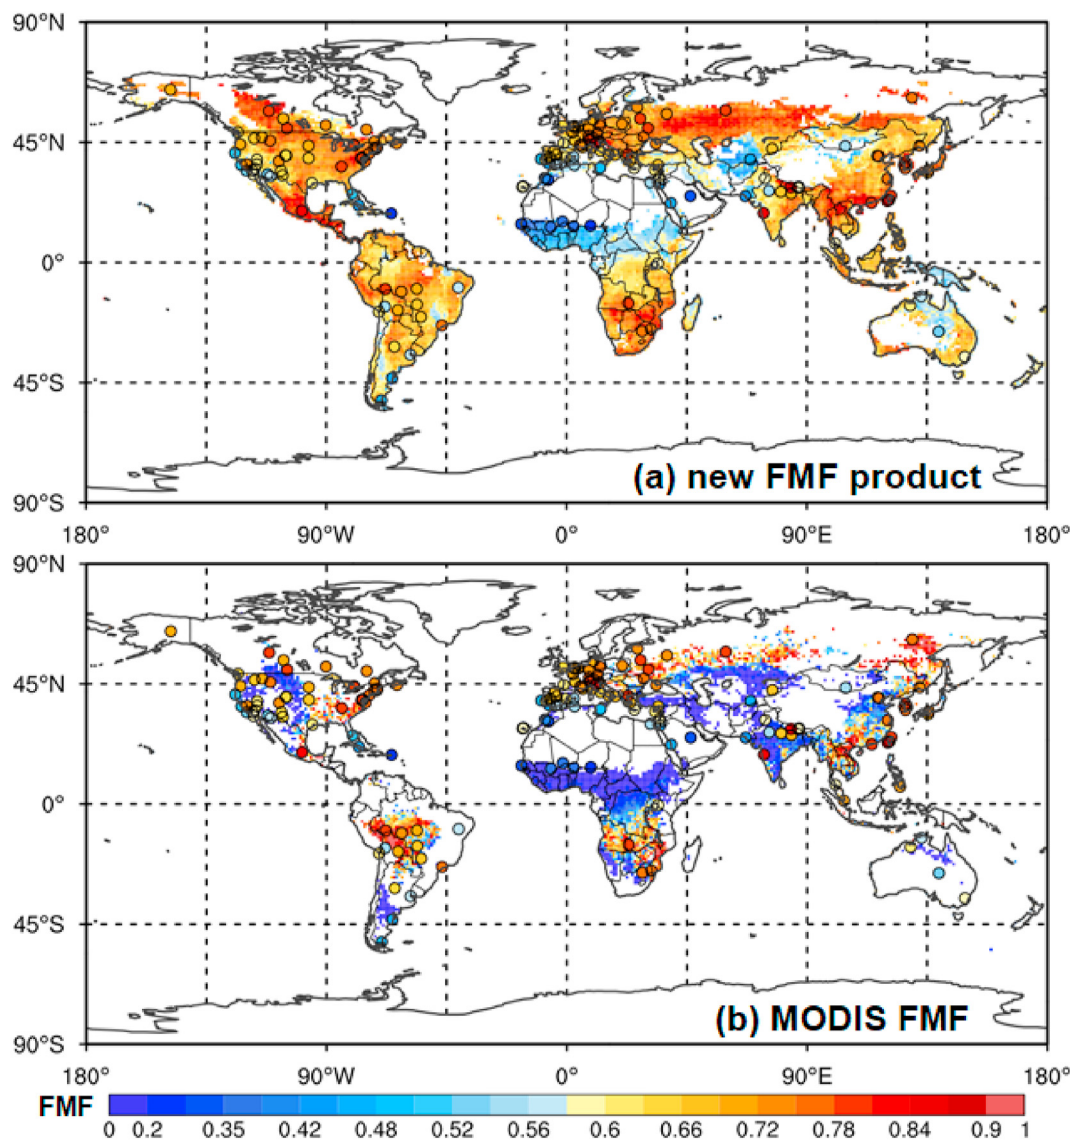 90°N
45°N
0°
45°S
(a) new FMF product
90°S
180° 90°W 0° 90°E 180°
90°N
45°N
0°
45°S
(b) MODIS FMF
90°S
180° 90°W 0° 90°E 180°
FMF
0 0.2 0.35 0.42 0.48 0.52 0.56 0.6 0.66 0.72 0.78 0.84 0.9 1